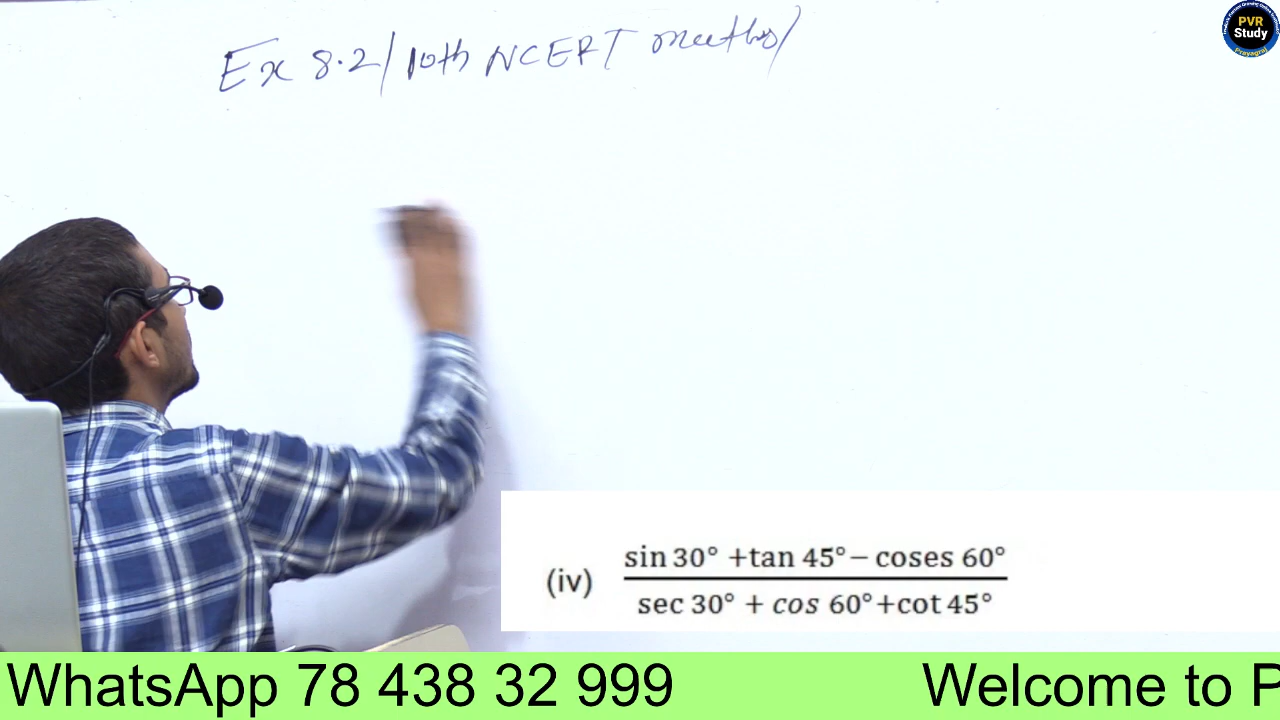 Ex 8.2/10th NCERT
PVR
Study
Prayagraj
(iv) sin 30° +tan 45°− coses 60°
sec 30° + cos 60°+cot 45°
WhatsApp 78 438 32 999
Welcome to P